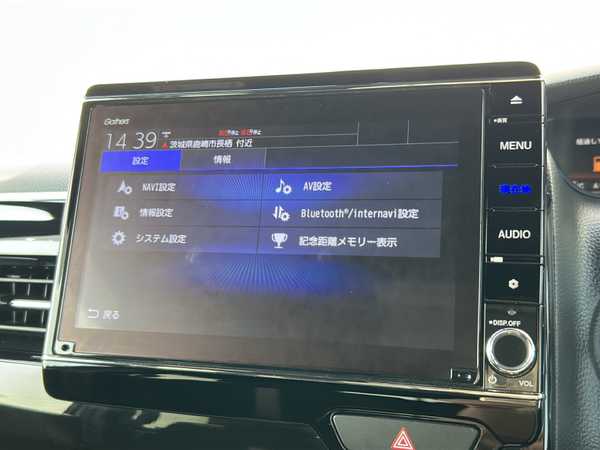 Gathers
14 39
茨城県鹿嶋市長栖 付近
設定
情報
NAVI設定
AV設定
情報設定
Bluetooth®/internavi設定
システム設定
記念距離メモリー表示
戻る
MENU
現在地
AUDIO
DISP.OFF
VOL